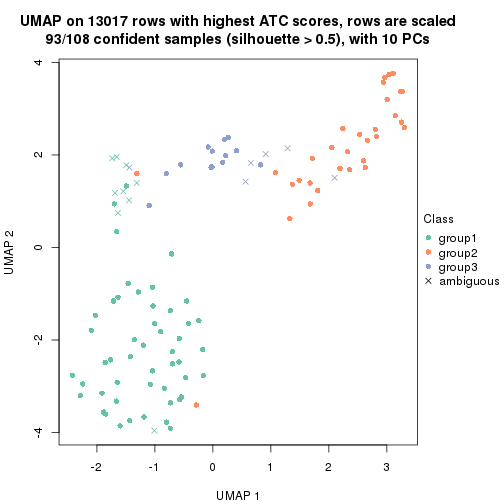 UMAP on 13017 rows with highest ATC scores, rows are scaled
93/108 confident samples (silhouette > 0.5), with 10 PCs
4
2
0
-2
-4
UMAP 2
-2
-1
0
1
2
3
UMAP 1
Class
group1
group2
group3
ambiguous